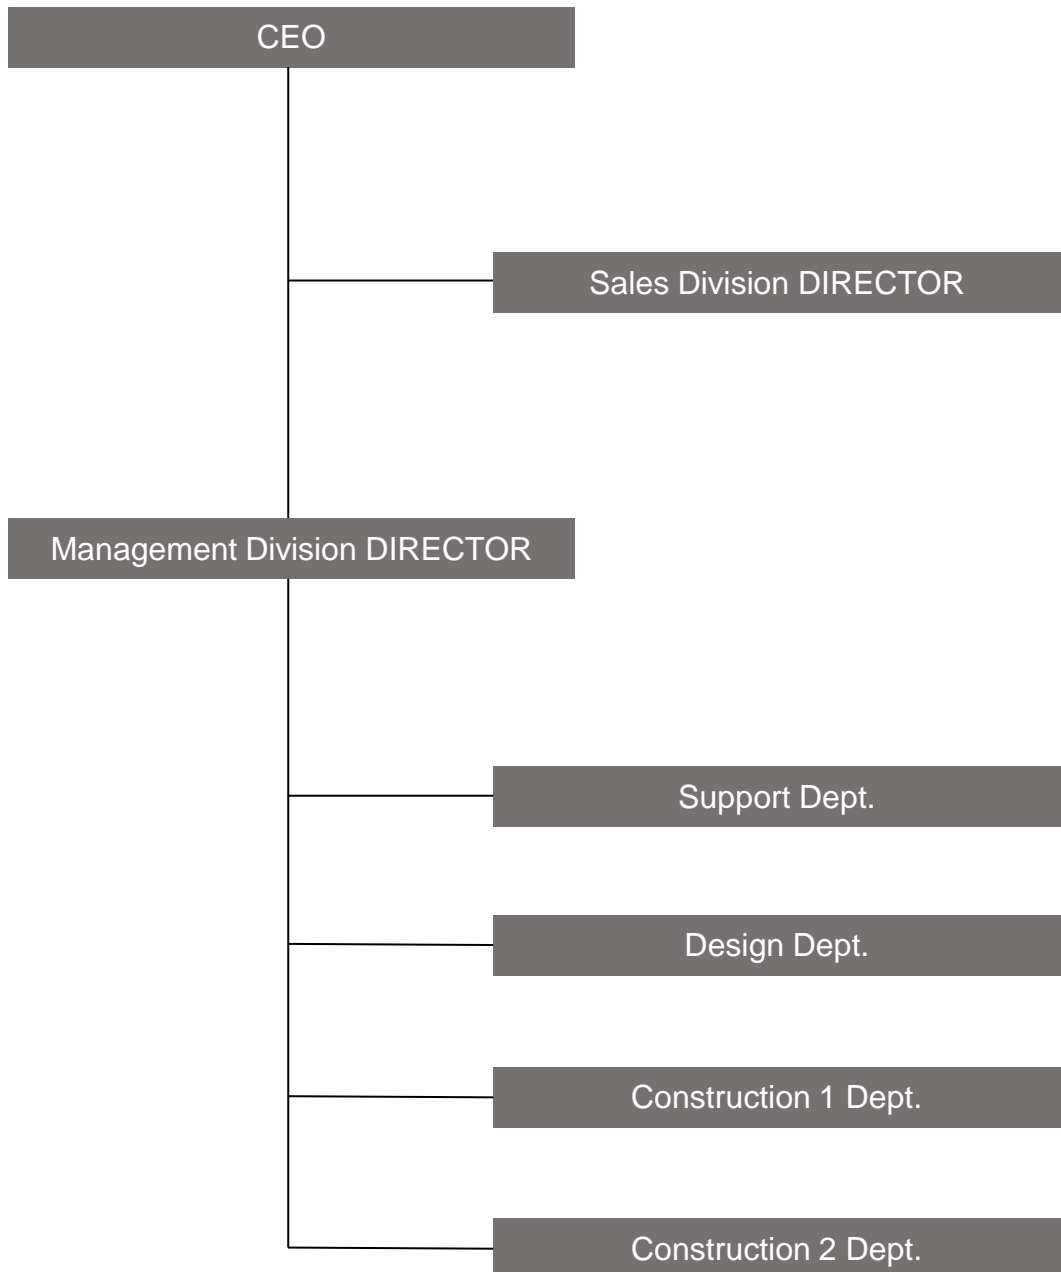 CEO
Sales Division DIRECTOR
Management Division DIRECTOR
Support Dept.
Design Dept.
Construction 1 Dept.
Construction 2 Dept.